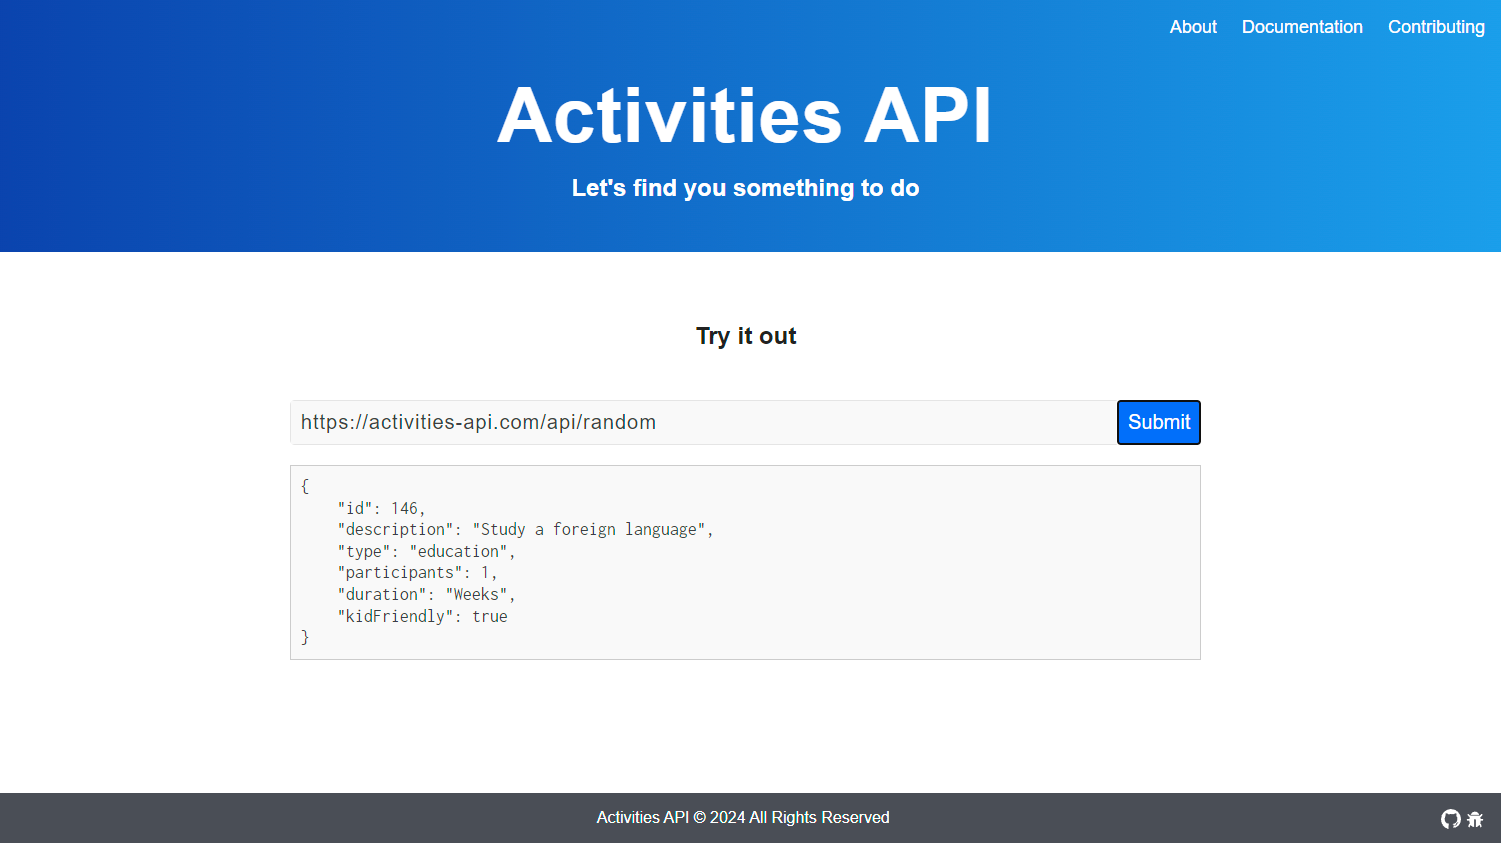 About Documentation Contributing
Activities API
Let's find you something to do
Try it out
https://activities-api.com/api/random Submit
{
    "id": 146,
    "description": "Study a foreign language",
    "type": "education",
    "participants": 1,
    "duration": "Weeks",
    "kidFriendly": true
}
Activities API © 2024 All Rights Reserved